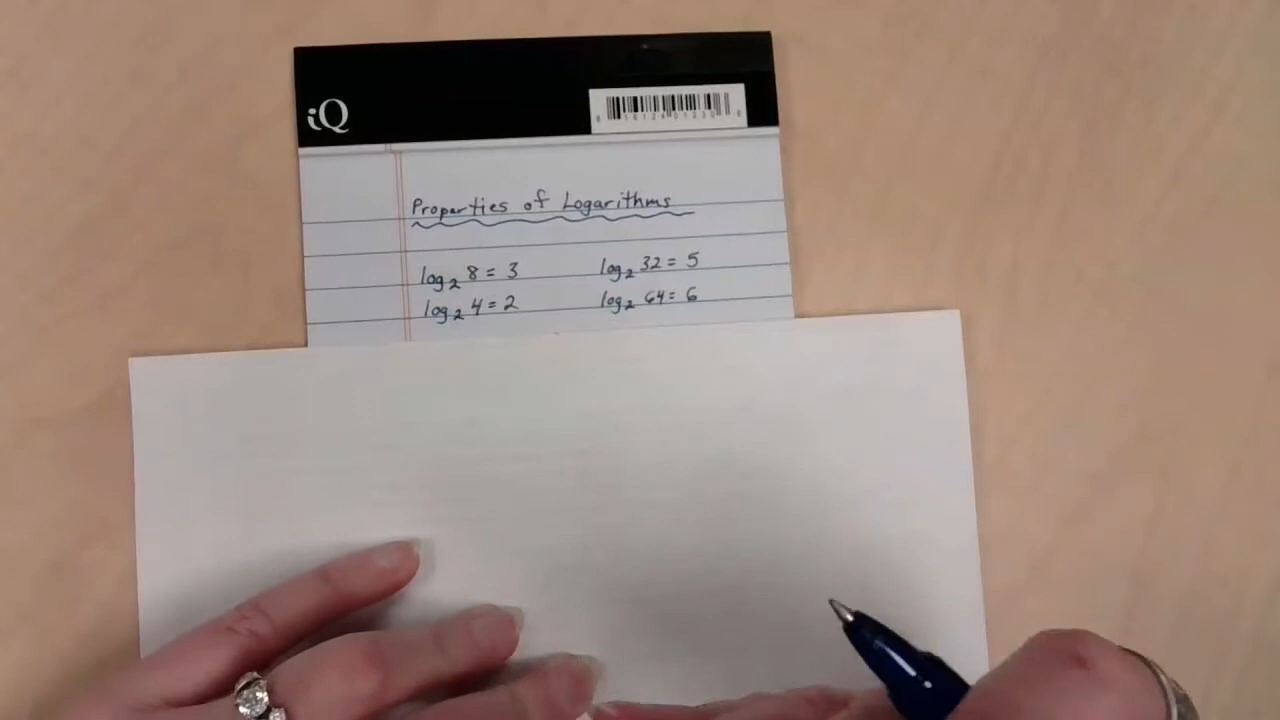 iQ
Properties of Logarithms
log₂ 8 = 3 log₂ 32 = 5
log₂ 4 = 2 log₂ 64 = 6